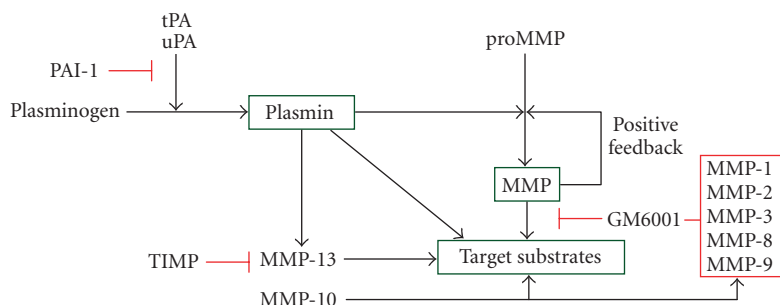 tPA
uPA
proMMP
PAI-1
Plasminogen
Plasmin
Positive
feedback
MMP
MMP-1
MMP-2
MMP-3
MMP-8
MMP-9
GM6001
TIMP
MMP-13
Target substrates
MMP-10